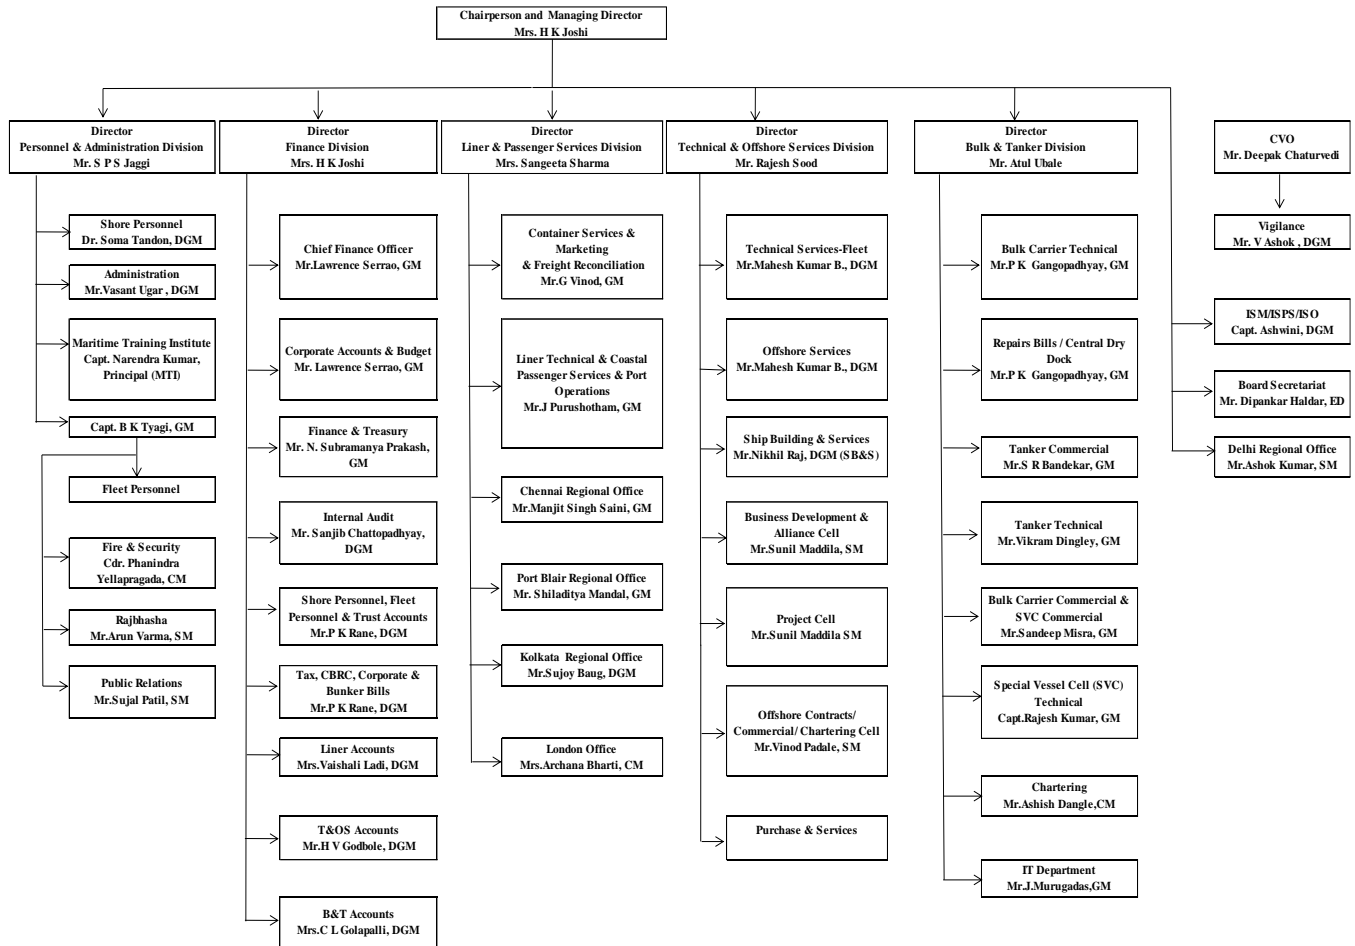 Chairperson and Managing Director
Mrs. H K Joshi
Director
Personnel & Administration Division
Mr. S P S Jaggi
Director
Finance Division
Mrs. H K Joshi
Director
Liner & Passenger Services Division
Mrs. Sangeeta Sharma
Director
Technical & Offshore Services Division
Mr. Rajesh Sood
Director
Bulk & Tanker Division
Mr. Atul Ubale
CVO
Mr. Deepak Chaturvedi
Shore Personnel
Dr. Soma Tandon, DGM
Administration
Mr.Vasant Ugar , DGM
Maritime Training Institute
Capt. Narendra Kumar,
Principal (MTI)
Capt. B K Tyagi, GM
Fleet Personnel
Fire & Security
Cdr. Phanindra
Yellapragada, CM
Rajbhasha
Mr.Arun Varma, SM
Public Relations
Mr.Sujal Patil, SM
Chief Finance Officer
Mr.Lawrence Serrao, GM
Corporate Accounts & Budget
Mr. Lawrence Serrao, GM
Finance & Treasury
Mr. N. Subramanya Prakash,
GM
Internal Audit
Mr. Sanjib Chattopadhyay,
DGM
Shore Personnel, Fleet
Personnel & Trust Accounts
Mr.P K Rane, DGM
Tax, CBRC, Corporate &
Bunker Bills
Mr.P K Rane, DGM
Liner Accounts
Mrs.Vaishali Ladi, DGM
T&OS Accounts
Mr.H V Godbole, DGM
B&T Accounts
Mrs.C L Golapalli, DGM
Container Services &
Marketing
& Freight Reconciliation
Mr.G Vinod, GM
Liner Technical & Coastal
Passenger Services & Port
Operations
Mr.J Purushotham, GM
Chennai Regional Office
Mr.Manjit Singh Saini, GM
Port Blair Regional Office
Mr. Shiladitya Mandal, GM
Kolkata Regional Office
Mr.Sujoy Baug, DGM
London Office
Mrs.Archana Bharti, CM
Technical Services-Fleet
Mr.Mahesh Kumar B., DGM
Offshore Services
Mr.Mahesh Kumar B., DGM
Ship Building & Services
Mr.Nikhil Raj, DGM (SB&S)
Business Development &
Alliance Cell
Mr.Sunil Maddila, SM
Project Cell
Mr.Sunil Maddila SM
Offshore Contracts/
Commercial/ Chartering Cell
Mr.Vinod Padale, SM
Purchase & Services
Bulk Carrier Technical
Mr.P K Gangopadhyay, GM
Repairs Bills / Central Dry
Dock
Mr.P K Gangopadhyay, GM
Tanker Commercial
Mr.S R Bandekar, GM
Tanker Technical
Mr.Vikram Dingley, GM
Bulk Carrier Commercial &
SVC Commercial
Mr.Sandeep Misra, GM
Special Vessel Cell (SVC)
Technical
Capt.Rajesh Kumar, GM
Chartering
Mr.Ashish Dangle,CM
IT Department
Mr.J.Murugadas,GM
Vigilance
Mr. V Ashok , DGM
ISM/ISPS/ISO
Capt. Ashwini, DGM
Board Secretariat
Mr. Dipankar Haldar, ED
Delhi Regional Office
Mr.Ashok Kumar, SM